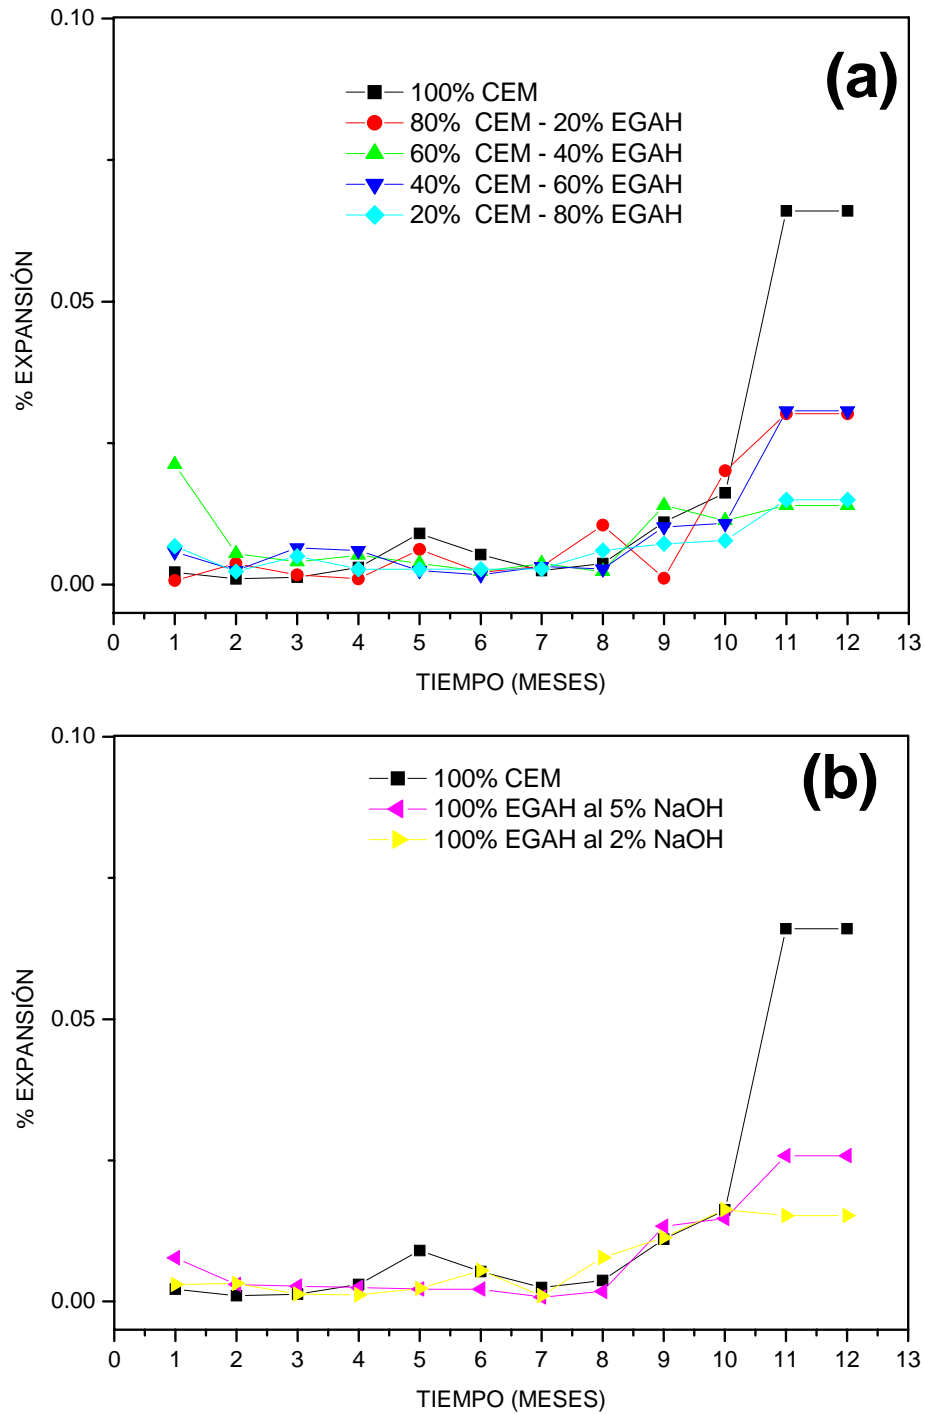 (a)
100% CEM
80% CEM - 20% EGAH
60% CEM - 40% EGAH
40% CEM - 60% EGAH
20% CEM - 80% EGAH
0.10
0.05
0.00
% EXPANSIÓN
0 1 2 3 4 5 6 7 8 9 10 11 12 13
TIEMPO (MESES)
(b)
100% CEM
100% EGAH al 5% NaOH
100% EGAH al 2% NaOH
0.10
0.05
0.00
% EXPANSIÓN
0 1 2 3 4 5 6 7 8 9 10 11 12 13
TIEMPO (MESES)